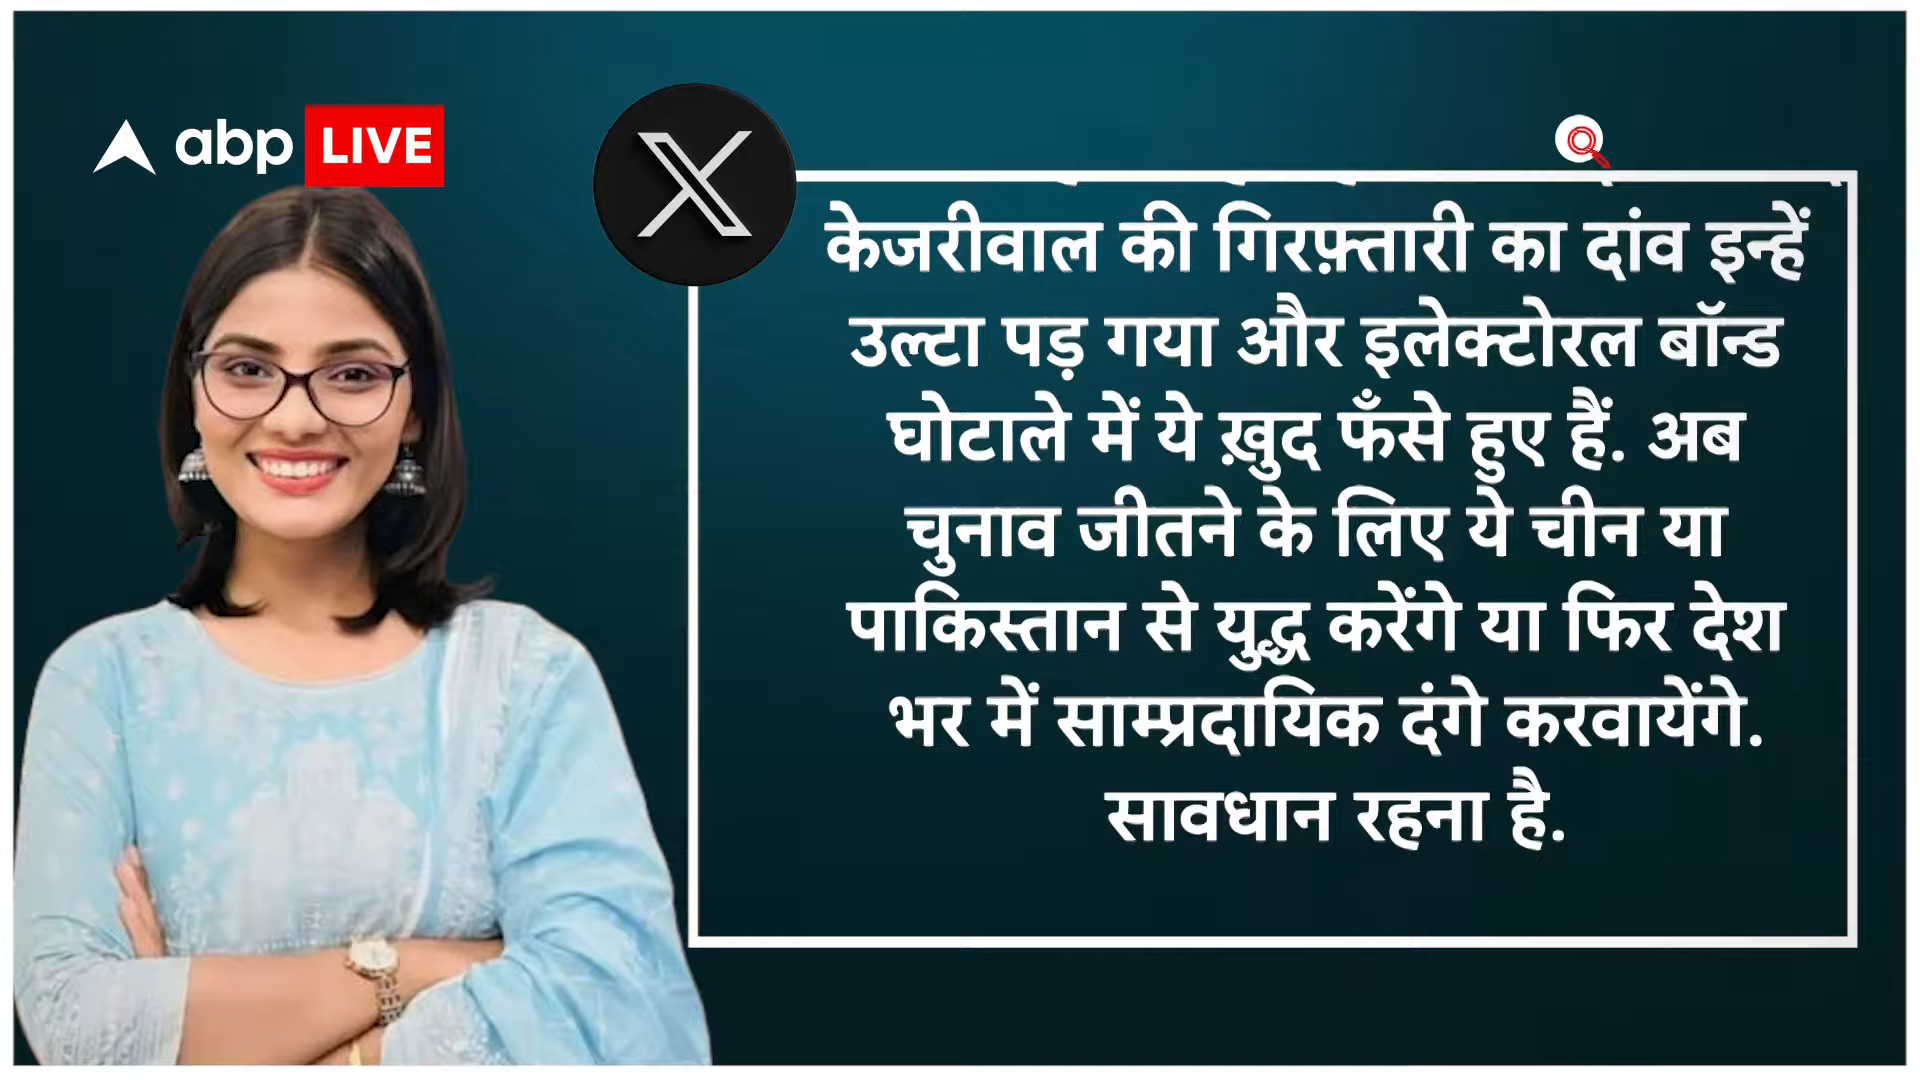 abp LIVE
X
केजरीवाल की गिरफ़्तारी का दांव इन्हें
उल्टा पड़ गया और इलेक्टोरल बॉन्ड
घोटाले में ये ख़ुद फँसे हुए हैं. अब
चुनाव जीतने के लिए ये चीन या
पाकिस्तान से युद्ध करेंगे या फिर देश
भर में साम्प्रदायिक दंगे करवायेंगे.
सावधान रहना है.